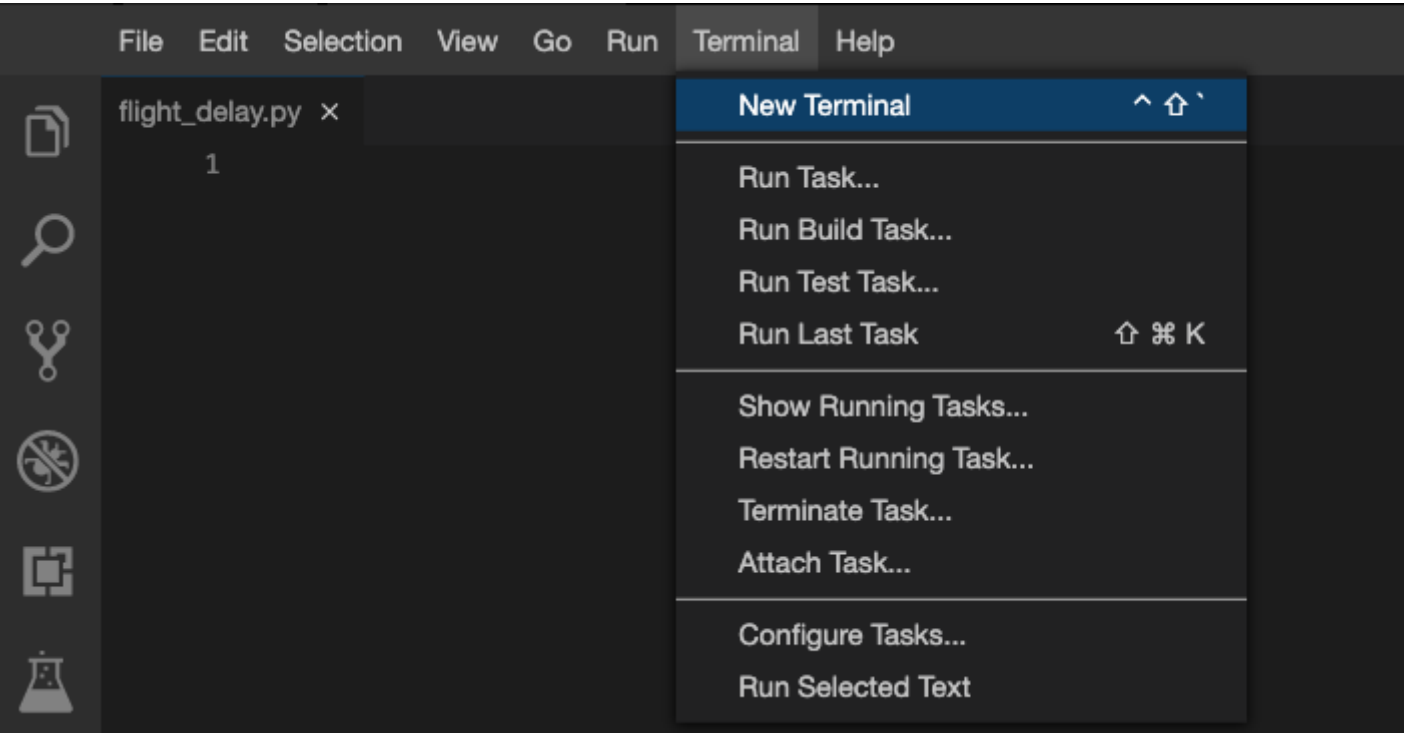 File Edit Selection View Go Run Terminal Help
flight_delay.py ×
1
New Terminal ^⇧`
Run Task...
Run Build Task...
Run Test Task...
Run Last Task ⇧⌘K
Show Running Tasks...
Restart Running Task...
Terminate Task...
Attach Task...
Configure Tasks...
Run Selected Text